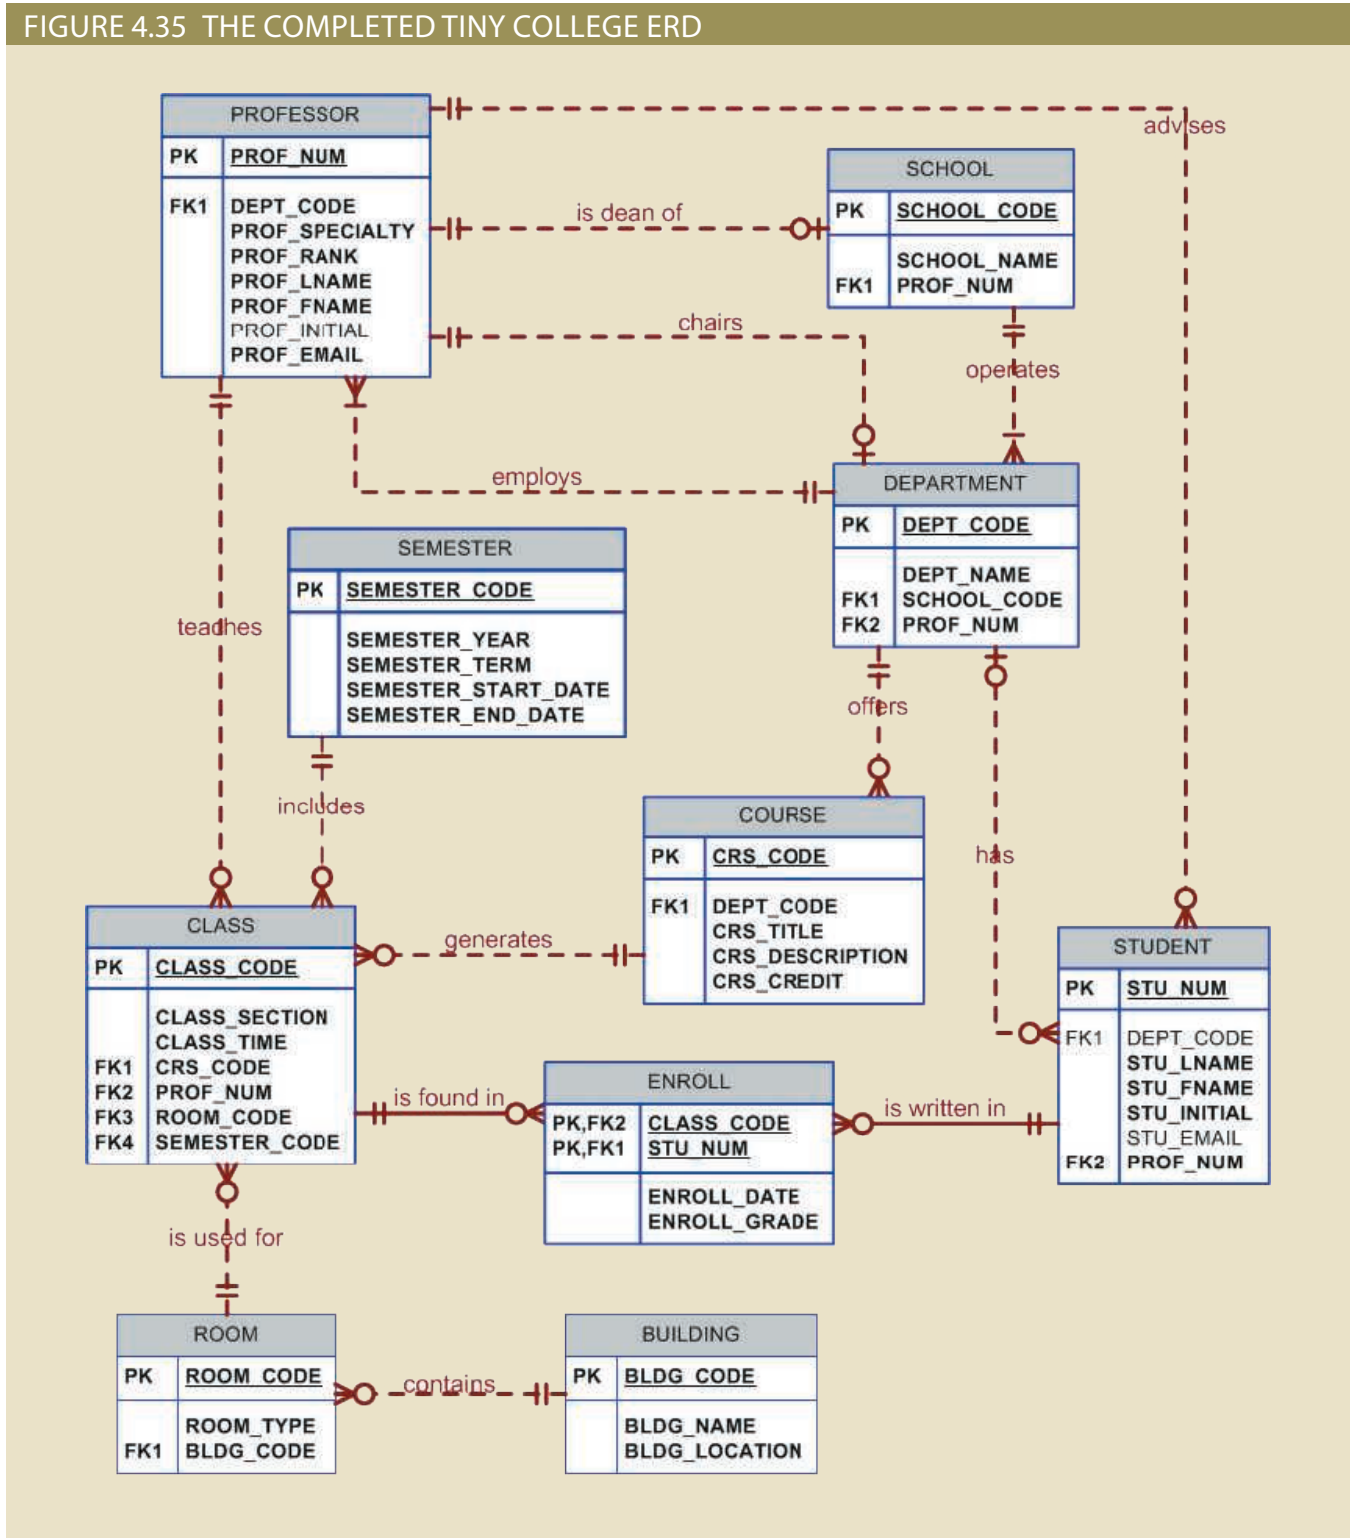 FIGURE 4.35 THE COMPLETED TINY COLLEGE ERD
PROFESSOR
PK PROF_NUM
FK1 DEPT_CODE
PROF_SPECIALTY
PROF_RANK
PROF_LNAME
PROF_FNAME
PROF_INITIAL
PROF_EMAIL
advises
is dean of
SCHOOL
PK SCHOOL_CODE
SCHOOL_NAME
FK1 PROF_NUM
chairs
operates
employs
DEPARTMENT
PK DEPT_CODE
DEPT_NAME
FK1 SCHOOL_CODE
FK2 PROF_NUM
SEMESTER
PK SEMESTER_CODE
SEMESTER_YEAR
SEMESTER_TERM
SEMESTER_START_DATE
SEMESTER_END_DATE
teaches
offers
includes
has
COURSE
PK CRS_CODE
FK1 DEPT_CODE
CRS_TITLE
CRS_DESCRIPTION
CRS_CREDIT
generates
CLASS
PK CLASS_CODE
CLASS_SECTION
CLASS_TIME
FK1 CRS_CODE
FK2 PROF_NUM
FK3 ROOM_CODE
FK4 SEMESTER_CODE
STUDENT
PK STU_NUM
FK1 DEPT_CODE
STU_LNAME
STU_FNAME
STU_INITIAL
STU_EMAIL
FK2 PROF_NUM
is found in
ENROLL
PK,FK2 CLASS_CODE
PK,FK1 STU_NUM
ENROLL_DATE
ENROLL_GRADE
is written in
is used for
ROOM
PK ROOM_CODE
ROOM_TYPE
FK1 BLDG_CODE
contains
BUILDING
PK BLDG_CODE
BLDG_NAME
BLDG_LOCATION